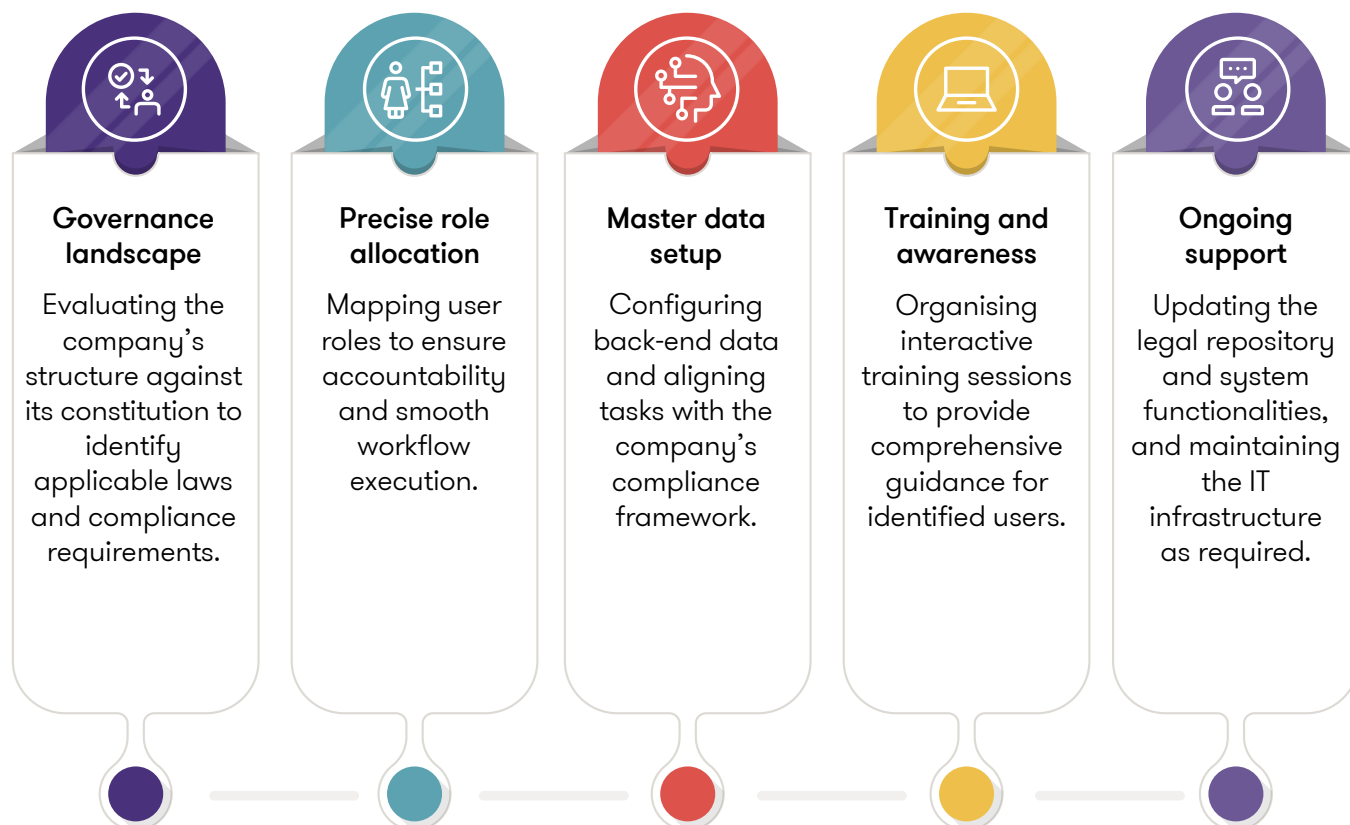 Governance
landscape
Evaluating the
company's
structure against
its constitution to
identify
applicable laws
and compliance
requirements.
Precise role
allocation
Mapping user
roles to ensure
accountability
and smooth
workflow
execution.
Master data
setup
Configuring
back-end data
and aligning
tasks with the
company's
compliance
framework.
Training and
awareness
Organising
interactive
training sessions
to provide
comprehensive
guidance for
identified users.
Ongoing
support
Updating the
legal repository
and system
functionalities,
and maintaining
the IT
infrastructure
as required.